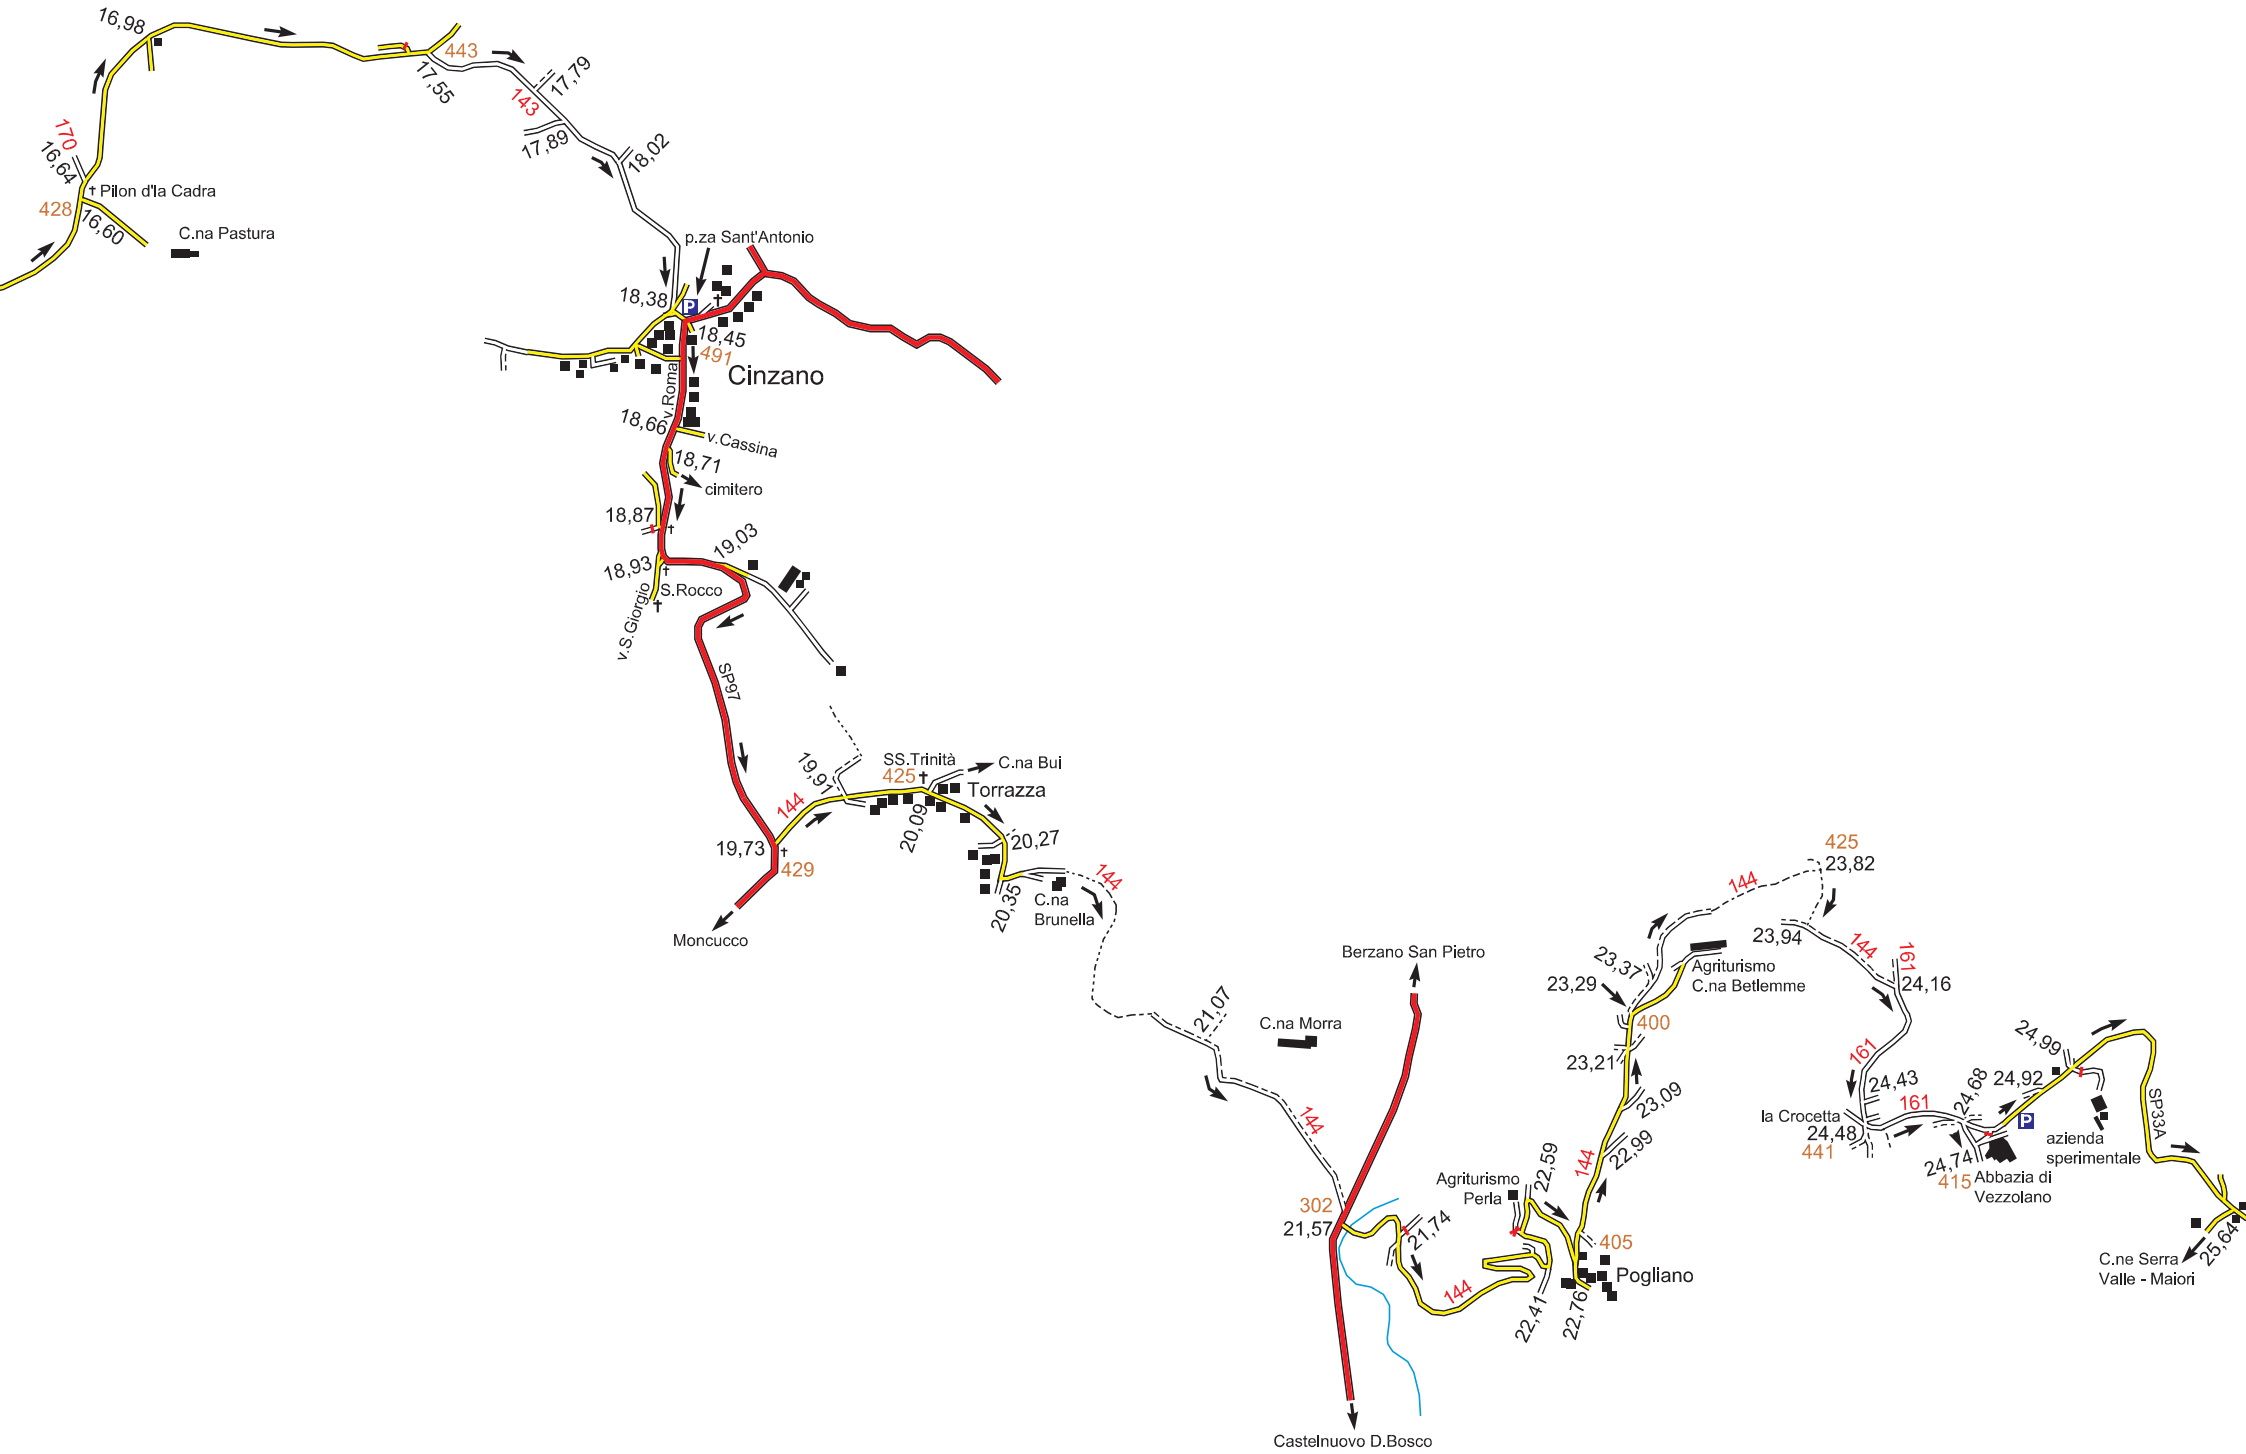 16,98
443
17,55
17,79
143
17,89
18,02
170
16,64
Pilon d'la Cadra
428
16,60
C.na Pastura
p.za Sant'Antonio
18,38
P
18,45
491
Cinzano
v.Roma
18,66
v.Cassina
18,71
cimitero
18,87
19,03
18,93
S.Rocco
v.S.Giorgio
SP97
19,91
SS.Trinità
425
C.na Bui
Torrazza
144
20,09
20,27
19,73
429
20,35
C.na
Brunella
144
Moncucco
21,07
C.na Morra
Berzano San Pietro
144
302
21,57
21,74
144
Castelnuovo D.Bosco
Agriturismo
Perla
22,59
22,41
22,76
405
Pogliano
144
22,99
23,09
23,21
400
23,29
23,37
Agriturismo
C.na Betlemme
144
425
23,82
23,94
144
161
24,16
161
24,43
la Crocetta
24,48
441
161
24,68
24,74
415
Abbazia di
Vezzolano
24,92
P
24,99
azienda
sperimentale
SP33A
C.ne Serra
Valle - Maiori
25,64